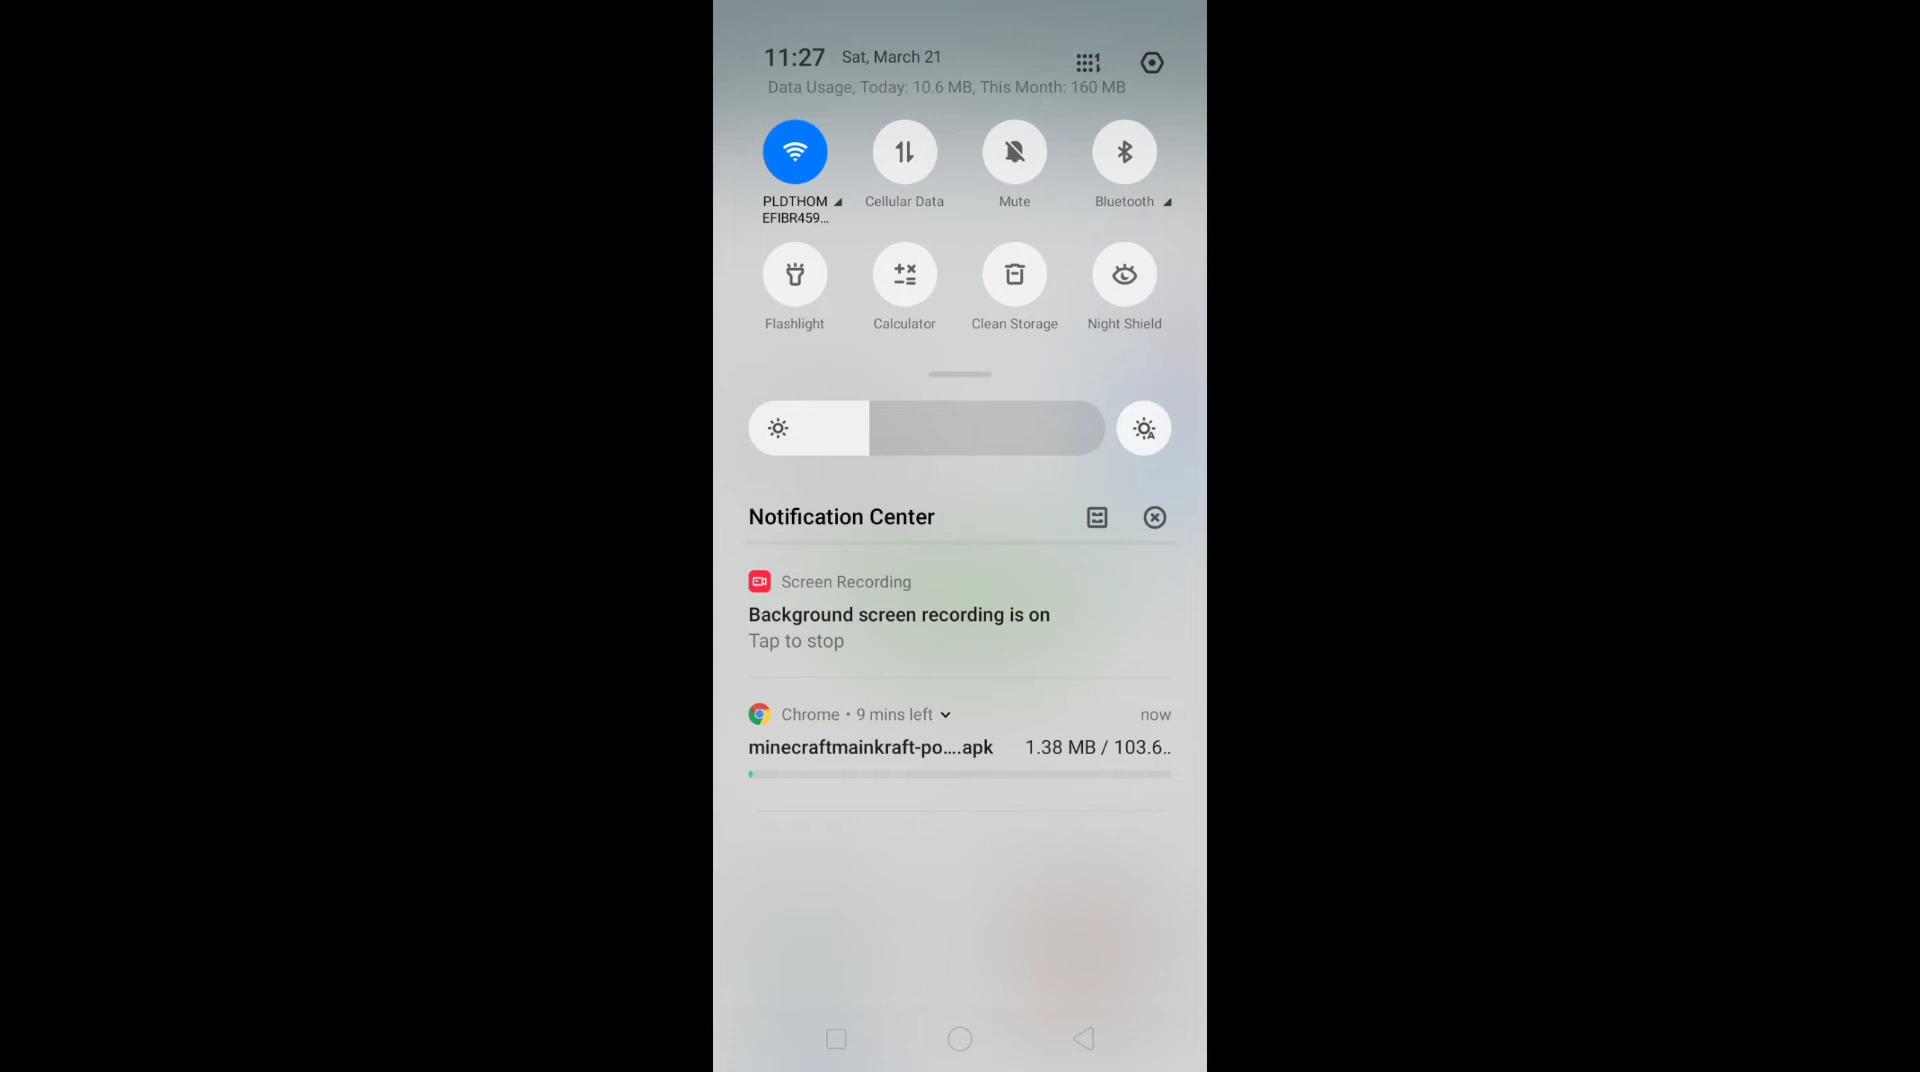 11:27 Sat, March 21
Data Usage, Today: 10.6 MB, This Month: 160 MB
PLDTHOM
EFIBR459...
Cellular Data
Mute
Bluetooth
Flashlight
Calculator
Clean Storage
Night Shield
Notification Center
Screen Recording
Background screen recording is on
Tap to stop
Chrome • 9 mins left now
minecraftmainkraft-po....apk 1.38 MB / 103.6..